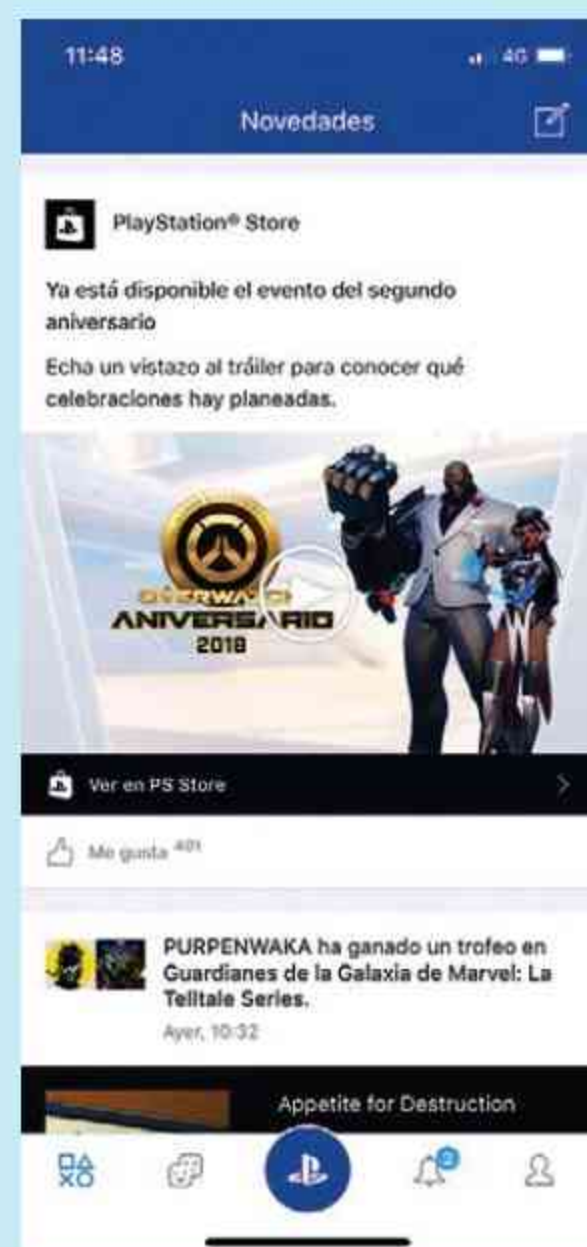 11:48
4G
Novedades
PlayStation® Store
Ya está disponible el evento del segundo
aniversario
Echa un vistazo al tráiler para conocer qué
celebraciones hay planeadas.
OVERWATCH
ANIVERSARIO
2018
Ver en PS Store
Me gusta 401
PURPENWAKA ha ganado un trofeo en
Guardianes de la Galaxia de Marvel: La
Telltale Series.
Ayer, 10:32
Appetite for Destruction